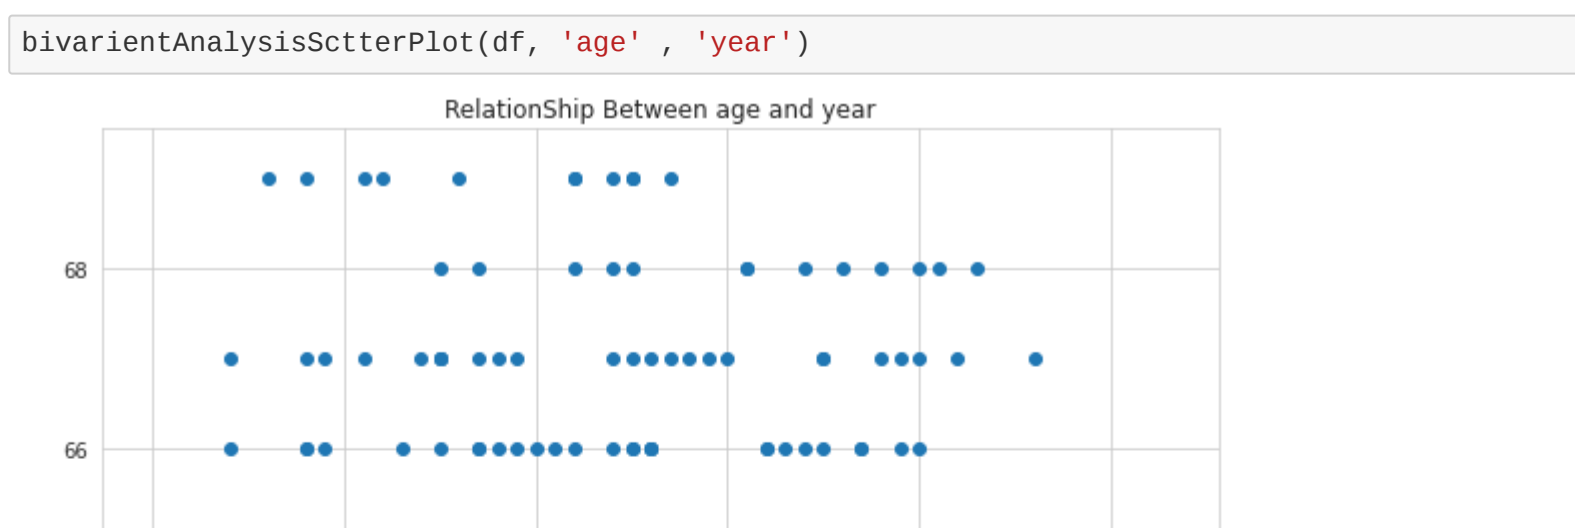 bivarientAnalysisSctterPlot(df, 'age' , 'year')
RelationShip Between age and year
68
66